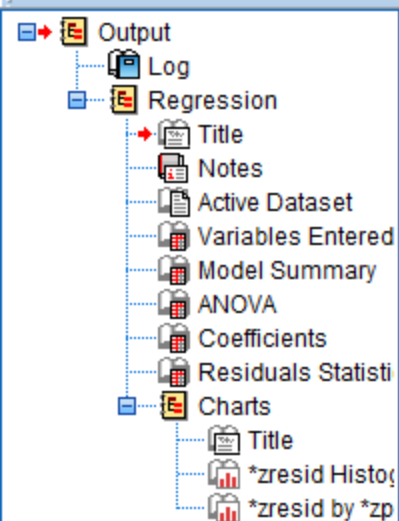 Output
Log
Regression
Title
Notes
Active Dataset
Variables Entered
Model Summary
ANOVA
Coefficients
Residuals Statisti
Charts
Title
*zresid Histog
*zresid by *zp